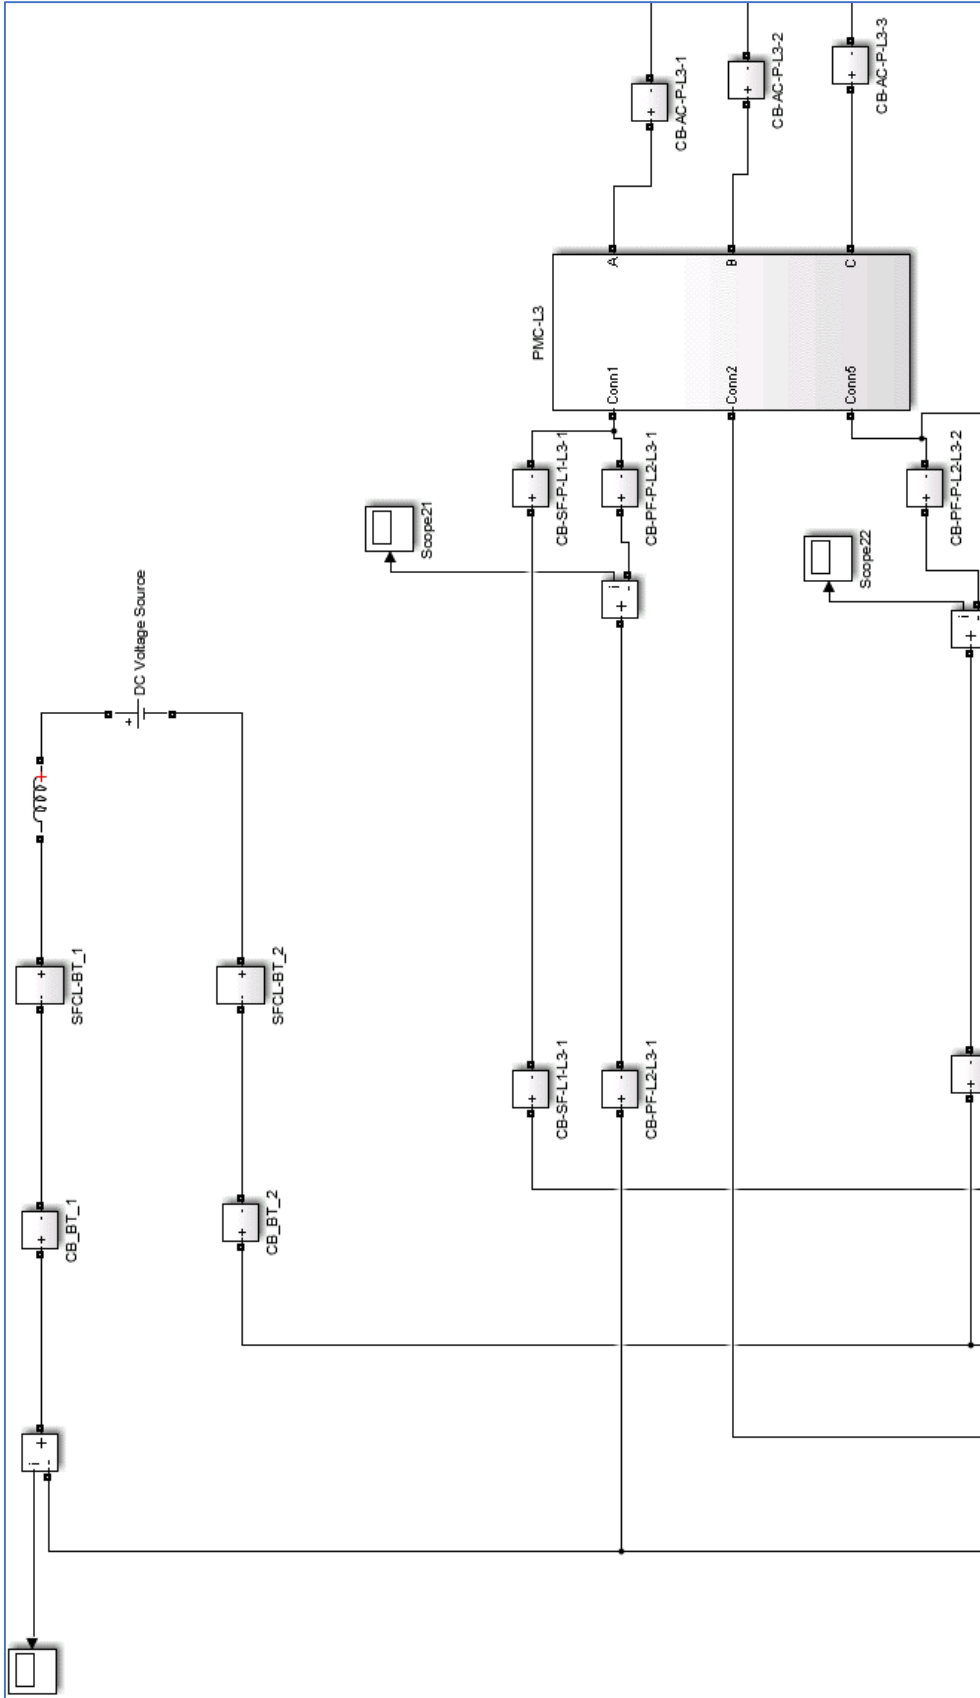 CB-AC-P-L3-1
CB-AC-P-L3-2
CB-AC-P-L3-3
A
B
C
PMC-L3
Conn1
Conn2
Conn5
CB-SF-P-L1-L3-1
CB-PF-P-L2-L3-1
CB-PF-P-L2-L3-2
Scope21
Scope22
i
+
-
i
+
-
DC Voltage Source
+
SFCL-BT_1
SFCL-BT_2
CB-SF-L1-L3-1
CB-PF-L2-L3-1
CB_BT_1
CB_BT_2
i
+
-